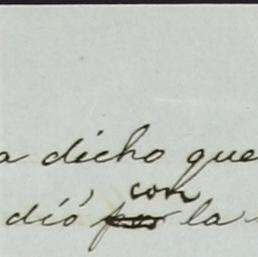 a dicho que
con
dió por la